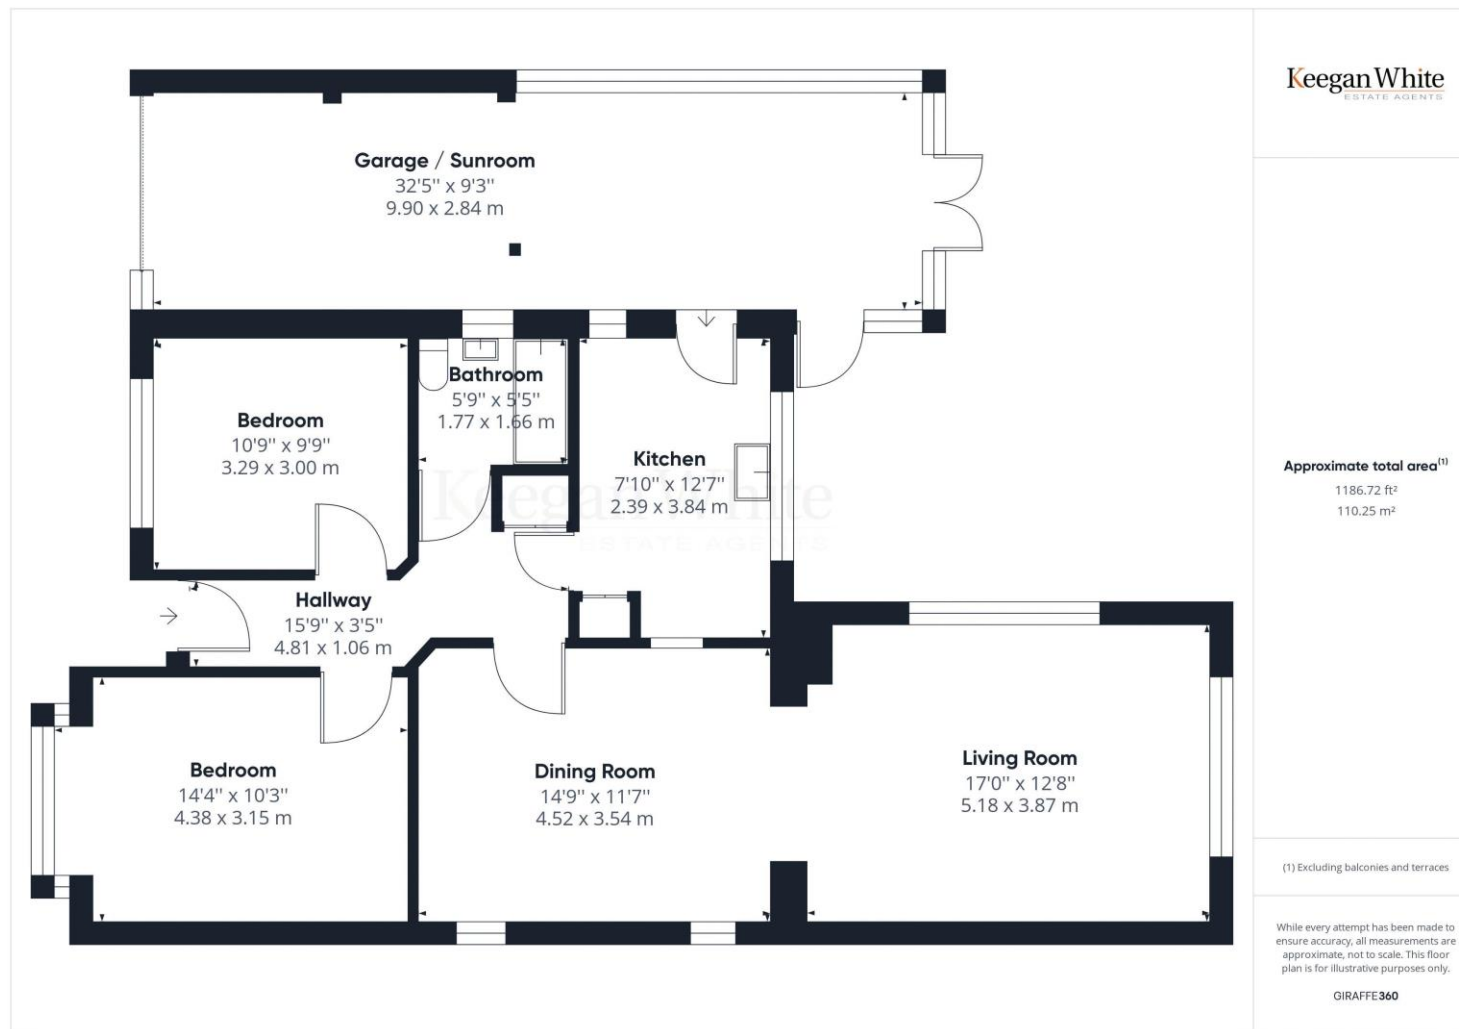 Keegan White
ESTATE AGENTS
Garage / Sunroom
32'5" x 9'3"
9.90 x 2.84 m
Bedroom
10'9" x 9'9"
3.29 x 3.00 m
Bathroom
5'9" x 5'5"
1.77 x 1.66 m
Kitchen
7'10" x 12'7"
2.39 x 3.84 m
Keegan White
ESTATE AGENTS
Hallway
15'9" x 3'5"
4.81 x 1.06 m
Bedroom
14'4" x 10'3"
4.38 x 3.15 m
Dining Room
14'9" x 11'7"
4.52 x 3.54 m
Living Room
17'0" x 12'8"
5.18 x 3.87 m
Approximate total area(1)
1186.72 ft²
110.25 m²
(1) Excluding balconies and terraces
While every attempt has been made to
ensure accuracy, all measurements are
approximate, not to scale. This floor
plan is for illustrative purposes only.
GIRAFFE360